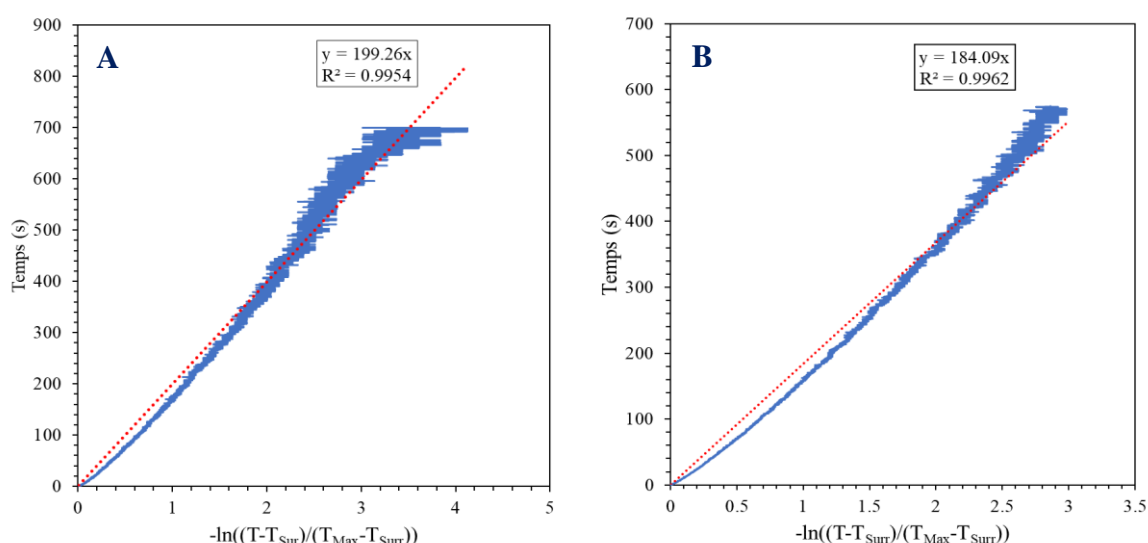 A
y = 199.26x
R² = 0.9954
900
800
700
600
500
400
300
200
100
0
Temps (s)
0 1 2 3 4 5
-ln((T-TSur)/(TMax-TSurr))
B
y = 184.09x
R² = 0.9962
700
600
500
400
300
200
100
0
Temps (s)
0 0.5 1 1.5 2 2.5 3 3.5
-ln((T-TSurr)/(TMax-TSurr))